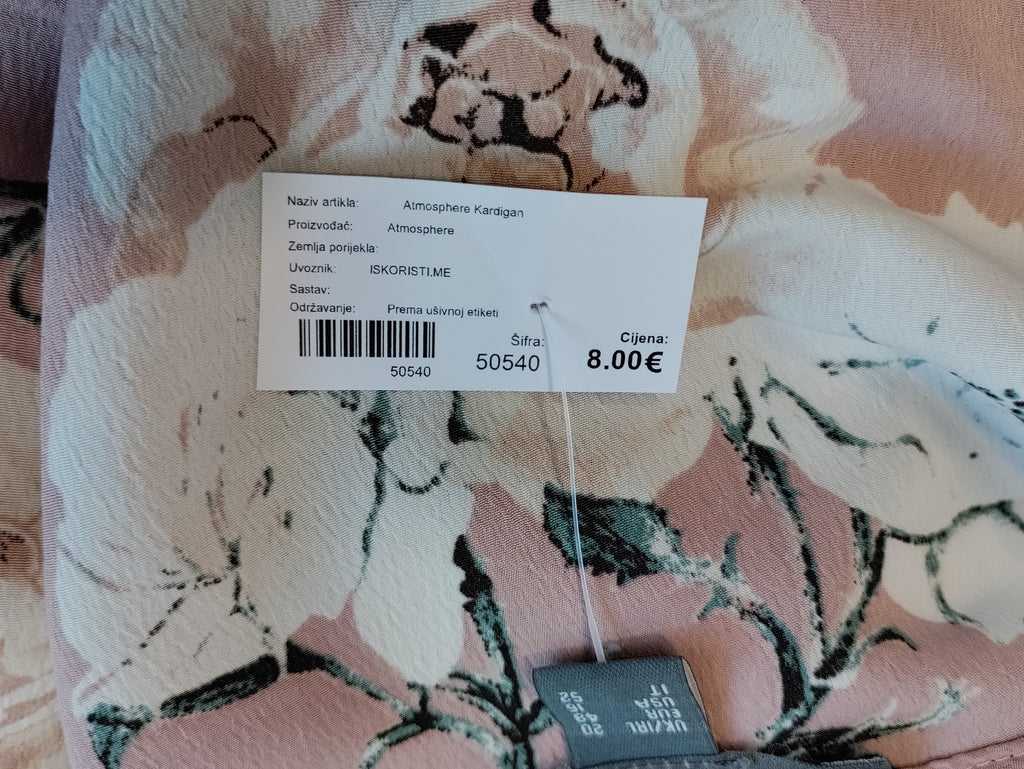 Naziv artikla: Atmosphere Kardigan
Proizvođač: Atmosphere
Zemlja porijekla:
Uvoznik: ISKORISTI.ME
Sastav:
Održavanje: Prema ušivnoj etiketi
50540
Šifra:
50540
Cijena:
8.00€
UK/IRL 20
EUR 48
USA 16
IT 52